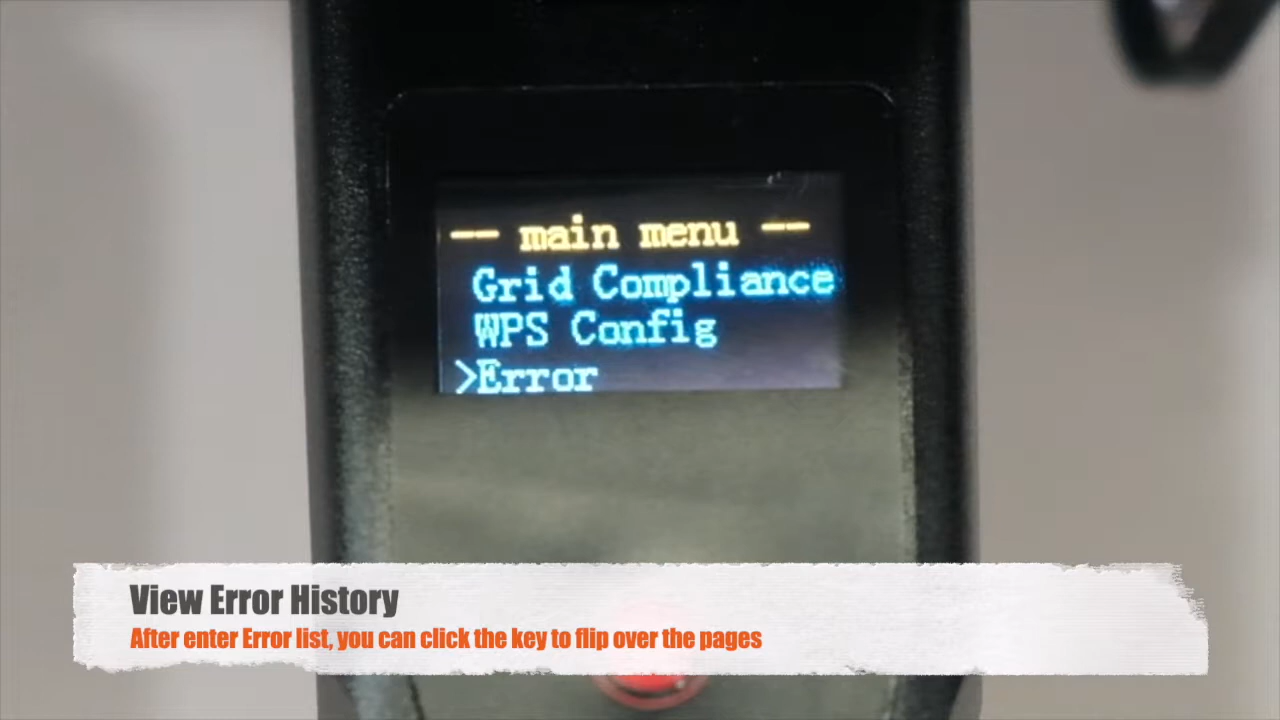 -- main menu --
Grid Compliance
WPS Config
>Error
View Error History
After enter Error list, you can click the key to flip over the pages